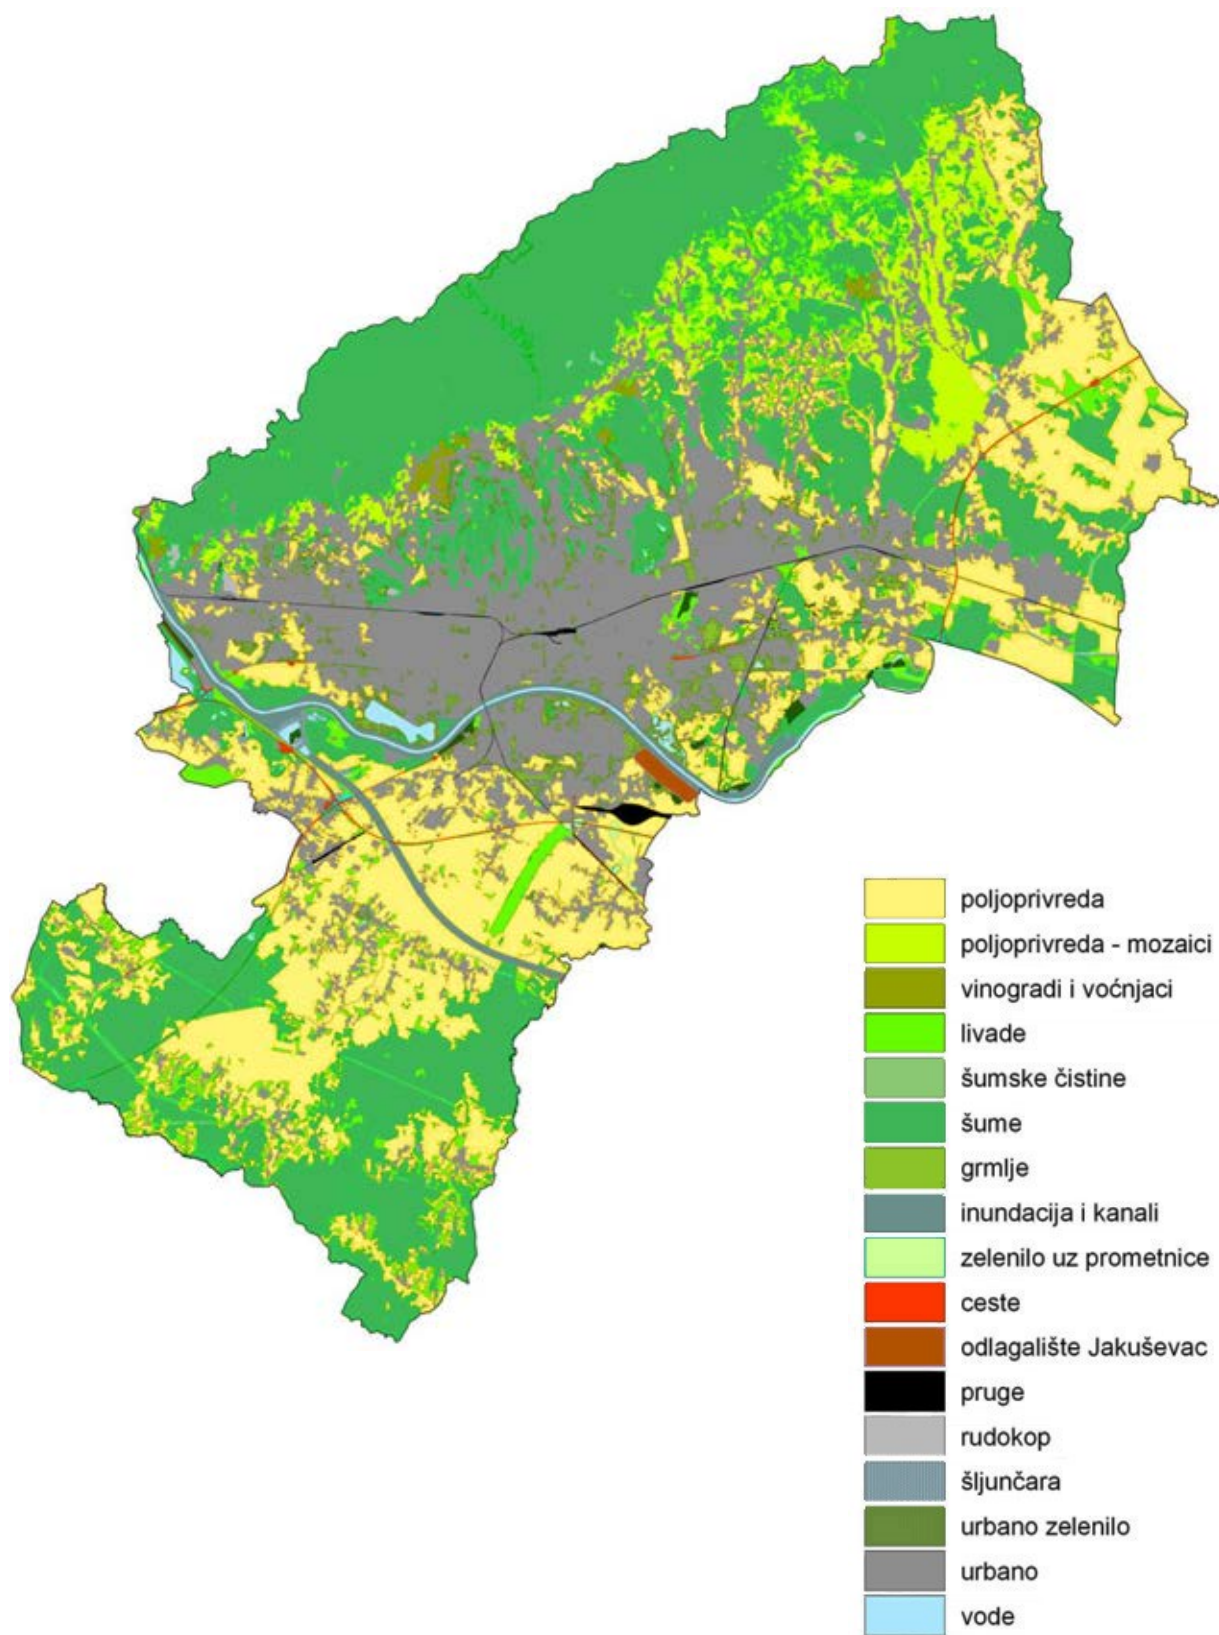 poljoprivreda
poljoprivreda - mozaici
vinogradi i voćnjaci
livade
šumske čistine
šume
grmlje
inundacija i kanali
zelenilo uz prometnice
ceste
odlagalište Jakuševac
pruge
rudokop
šljunčara
urbano zelenilo
urbano
vode